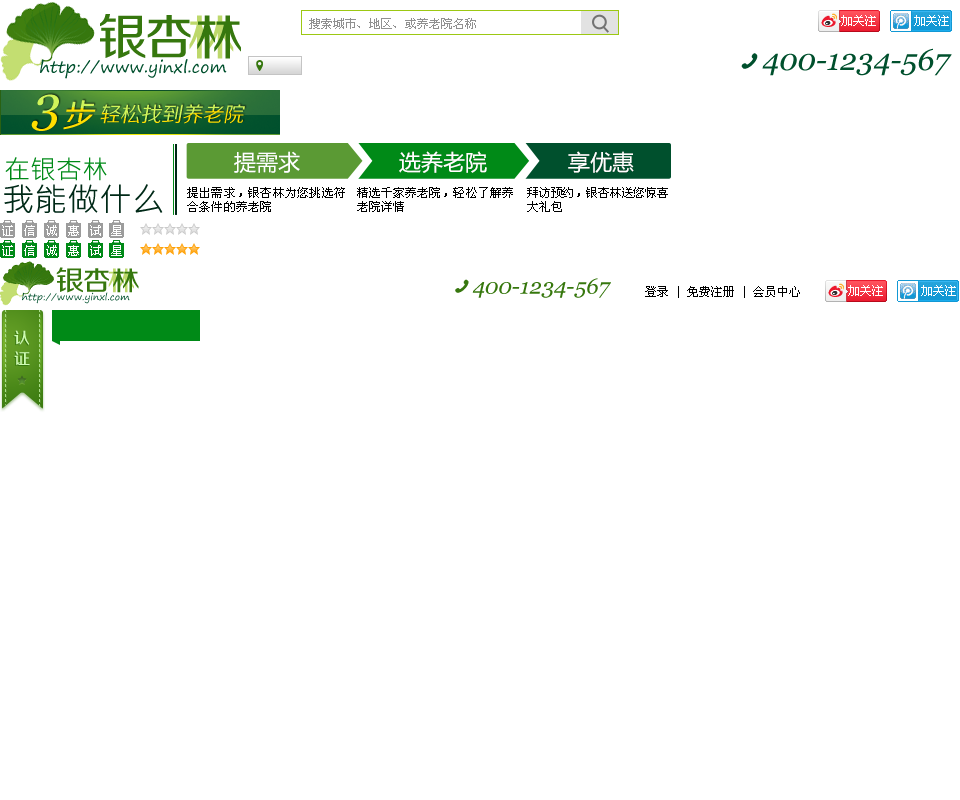 银杏林
http://www.yinxl.com
搜索城市、地区、或养老院名称
加关注
加关注
400-1234-567
3步 轻松找到养老院
在银杏林
我能做什么
提需求
提出需求，银杏林为您挑选符
合条件的养老院
选养老院
精选千家养老院，轻松了解养
老院详情
享优惠
拜访预约，银杏林送您惊喜
大礼包
证 信 诚 惠 试 星
证 信 诚 惠 试 星
银杏林
http://www.yinxl.com
400-1234-567
登录 | 免费注册 | 会员中心
加关注
加关注
认
证